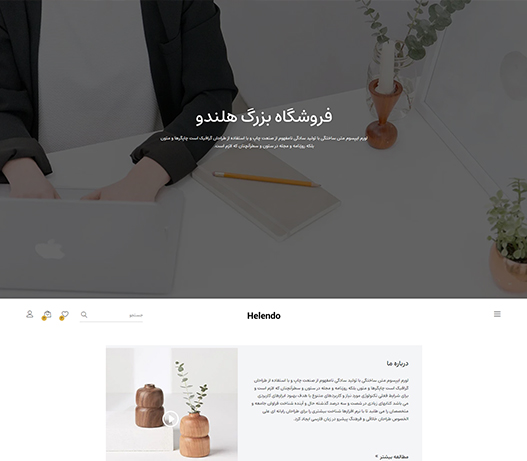 فروشگاه بزرگ هلندو
لورم ایپسوم متن ساختگی با تولید سادگی نامفهوم از صنعت چاپ و با استفاده از طراحان گرافیک است چاپگرها و متون
بلکه روزنامه و مجله در ستون و سطرآنچنان که لازم است
Helendo
جستجو
درباره ما
لورم ایپسوم متن ساختگی با تولید سادگی نامفهوم از صنعت چاپ و با استفاده از طراحان
گرافیک است چاپگرها و متون بلکه روزنامه و مجله در ستون و سطرآنچنان که لازم است و
برای شرایط فعلی تکنولوژی مورد نیاز و کاربردهای متنوع با هدف بهبود ابزارهای کاربردی
می باشد کتابهای زیادی در شصت و سه درصد گذشته حال و آینده شناخت فراوان جامعه و
متخصصان را می طلبد تا با نرم افزارها شناخت بیشتری را برای طراحان رایانه ای علی
الخصوص طراحان خلاقی و فرهنگ پیشرو در زبان فارسی ایجاد کرد.
مطالعه بیشتر +